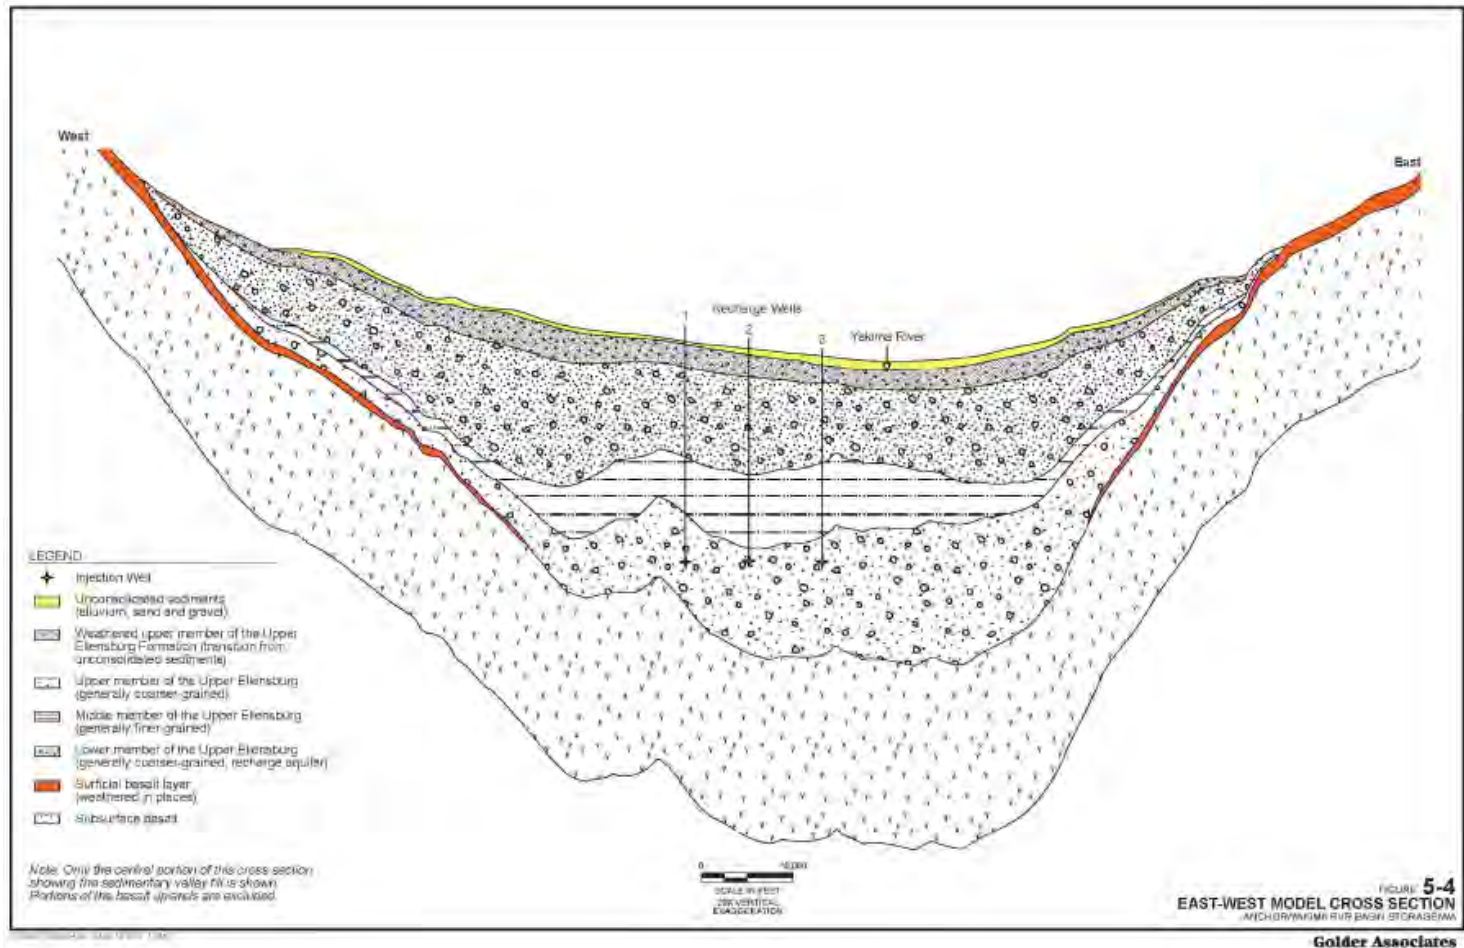 West
East
Recharge Wells
1
2
3
Yakima River
LEGEND
Injection Well
Unconsolidated sediments
(alluvium, sand and gravel)
Weathered upper member of the Upper
Ellensburg Formation (transition from
unconsolidated sediments)
Upper member of the Upper Ellensburg
(generally coarser-grained)
Middle member of the Upper Ellensburg
(generally finer-grained)
Lower member of the Upper Ellensburg
(generally coarser-grained, recharge aquifer)
Surficial basalt layer
(weathered in places)
Subsurface basalt
Note: Only the central portion of this cross section
showing the sedimentary valley fill is shown.
Portions of the basalt uplands are excluded.
0 10,000
SCALE IN FEET
VERTICAL
EXAGGERATION
FIGURE 5-4
EAST-WEST MODEL CROSS SECTION
BASIN STORAGE/WA
Golder Associates